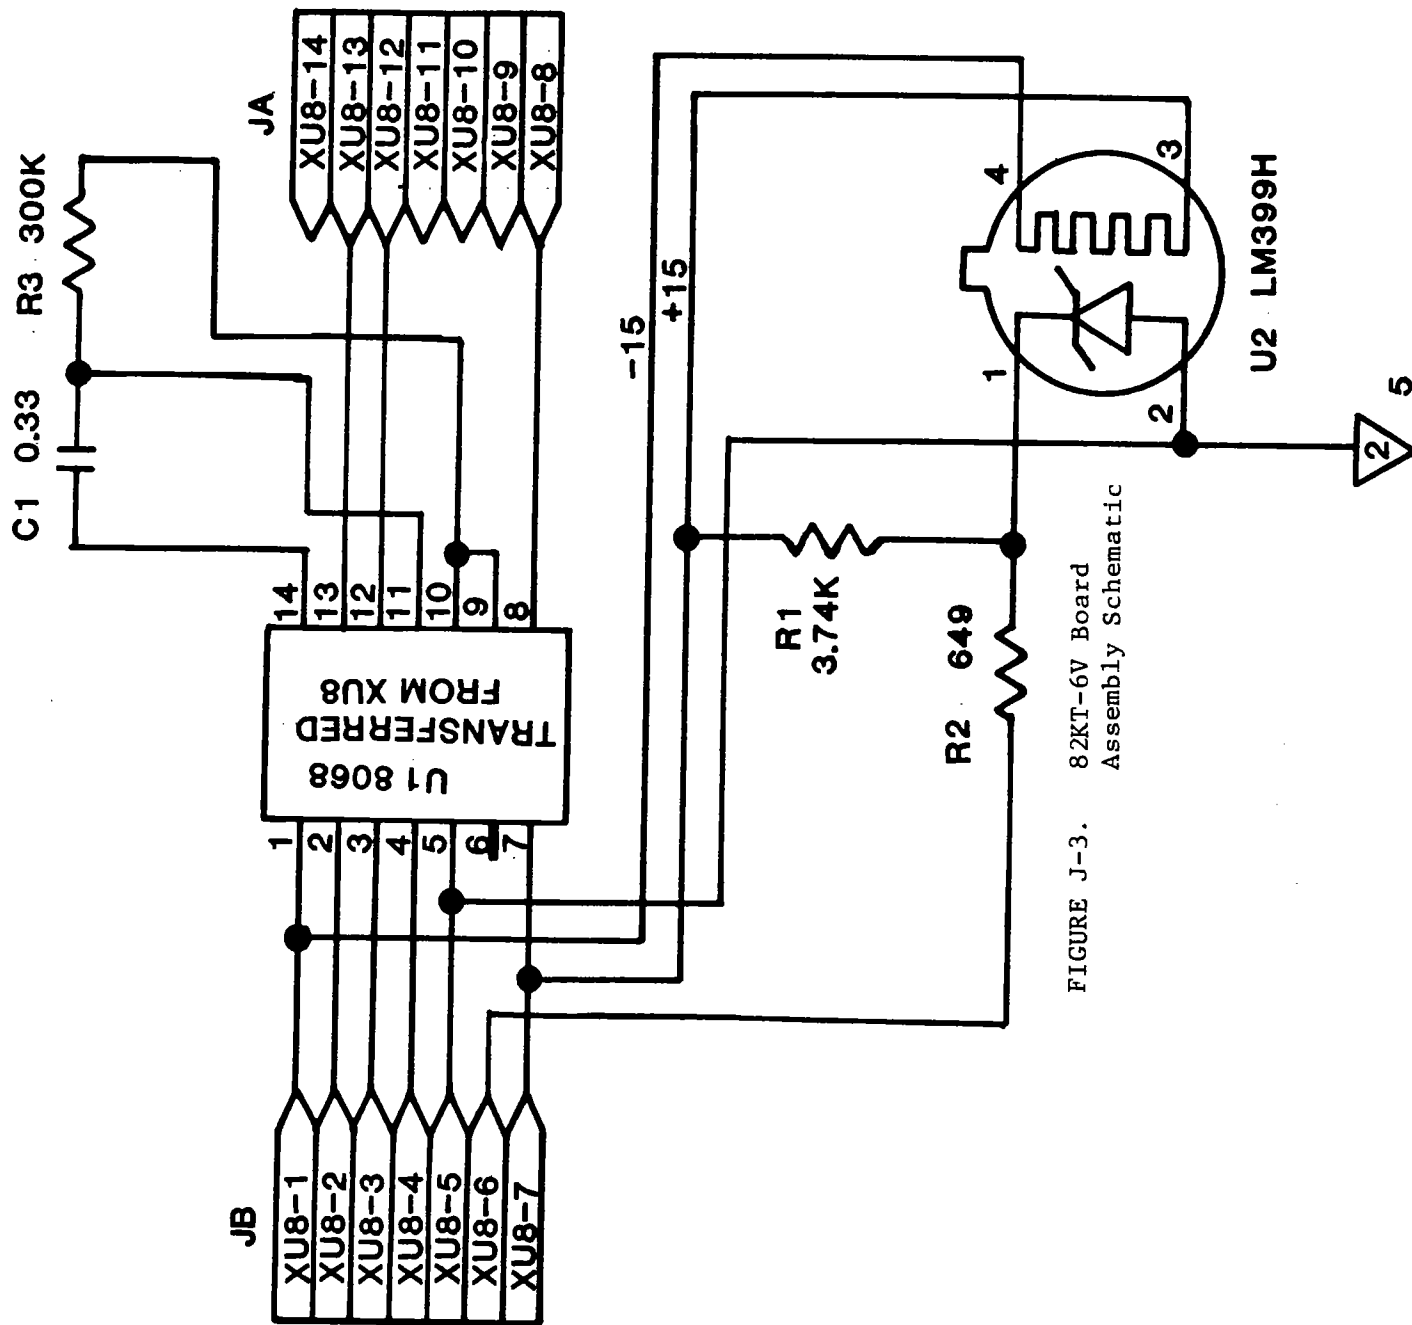 JB
XU8-1
XU8-2
XU8-3
XU8-4
XU8-5
XU8-6
XU8-7
1
2
3
4
5
6
7
U1 8068
TRANSFERRED
FROM XU8
14
13
12
11
10
9
8
C1 0.33
R3 300K
JA
XU8-14
XU8-13
XU8-12
XU8-11
XU8-10
XU8-9
XU8-8
-15
+15
R1
3.74K
R2 649
1
2
3
4
U2 LM399H
2
5
FIGURE J-3. 82KT-6V Board
Assembly Schematic